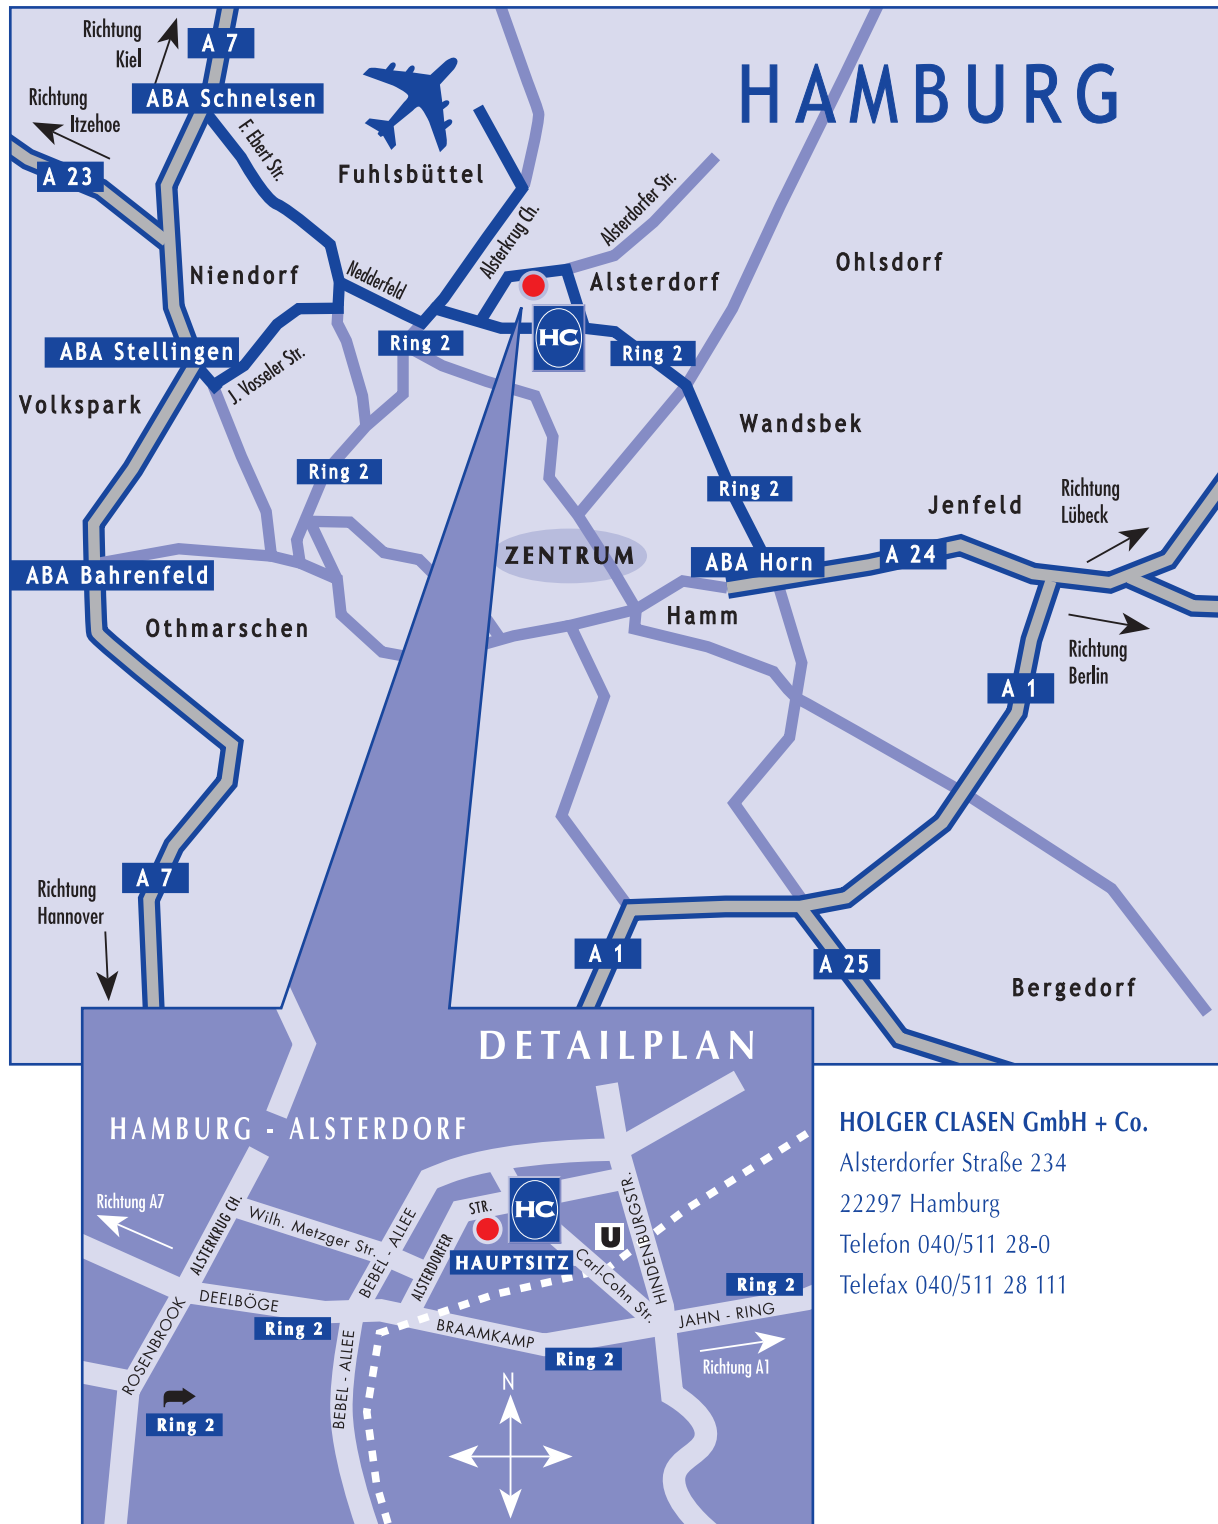 Richtung
Kiel
A 7
HAMBURG
ABA Schnelsen
Richtung
Itzehoe
F. Ebert Str.
A 23
Fuhlsbüttel
Alsterkrug Ch.
Alsterdorfer Str.
Ohlsdorf
Niendorf
Nedderfeld
Alsterdorf
HC
Ring 2
Ring 2
ABA Stellingen
J. Vosseler Str.
Volkspark
Wandsbek
Ring 2
Ring 2
Jenfeld
Richtung
Lübeck
ZENTRUM
ABA Horn
A 24
ABA Bahrenfeld
Hamm
Othmarschen
Richtung
Berlin
A 1
A 7
Richtung
Hannover
A 1
A 25
Bergedorf
DETAILPLAN
HAMBURG - ALSTERDORF
Richtung A7
ALSTERKRUG CH.
Wilh. Metzger Str.
BEBEL - ALLEE
ALSTERDORFER
STR.
HC
HAUPTSITZ
U
HINDENBURGSTR.
Carl-Cohn Str.
Ring 2
DEELBÖGE
Ring 2
BRAAMKAMP
JAHN - RING
Ring 2
Richtung A1
ROSENBROOK
BEBEL - ALLEE
Ring 2
N
HOLGER CLASEN GmbH + Co.
Alsterdorfer Straße 234
22297 Hamburg
Telefon 040/511 28-0
Telefax 040/511 28 111